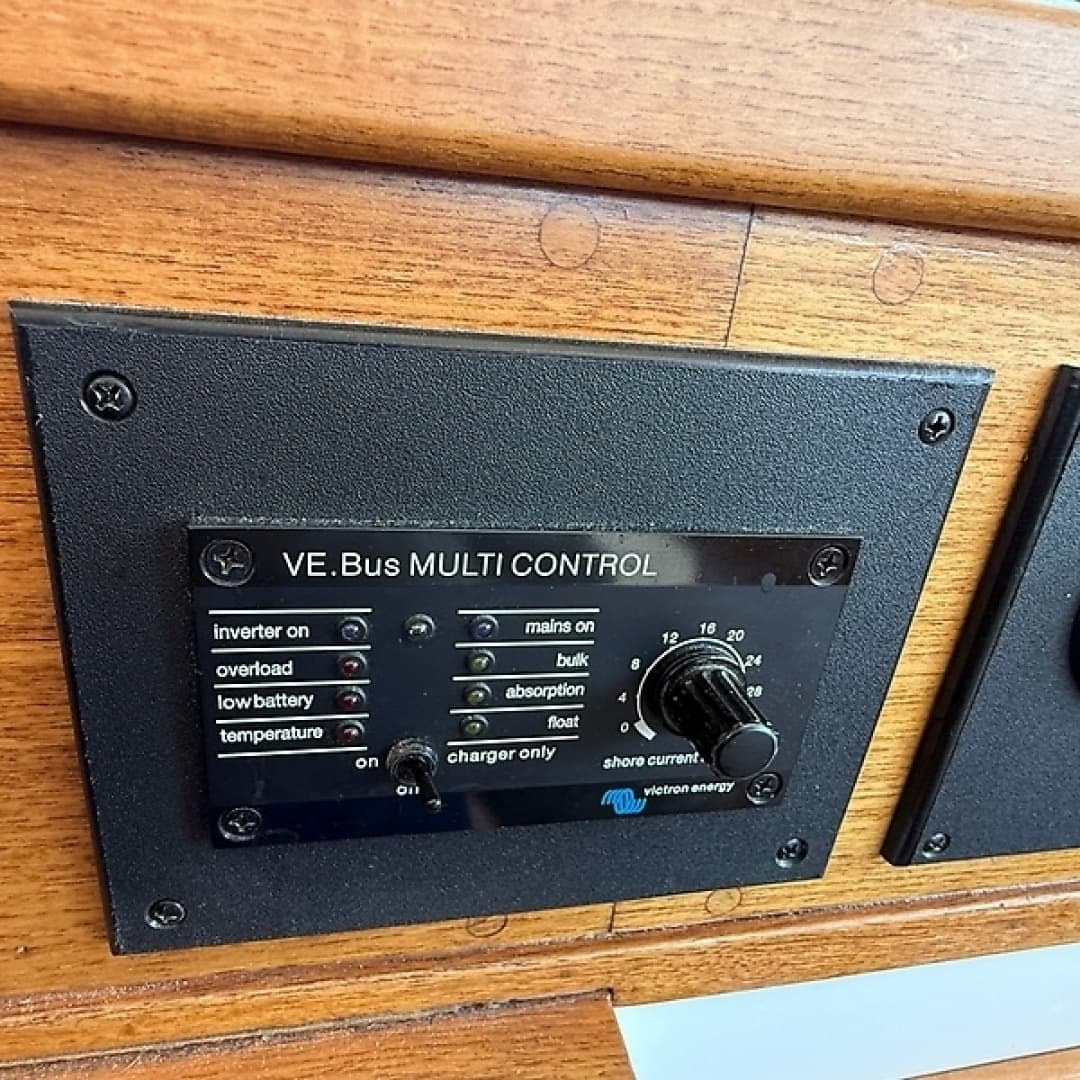 VE.Bus MULTI CONTROL
inverter on
overload
low battery
temperature
mains on
bulk
absorption
float
on
off
charger only
0
4
8
12
16
20
24
28
shore current
victron energy